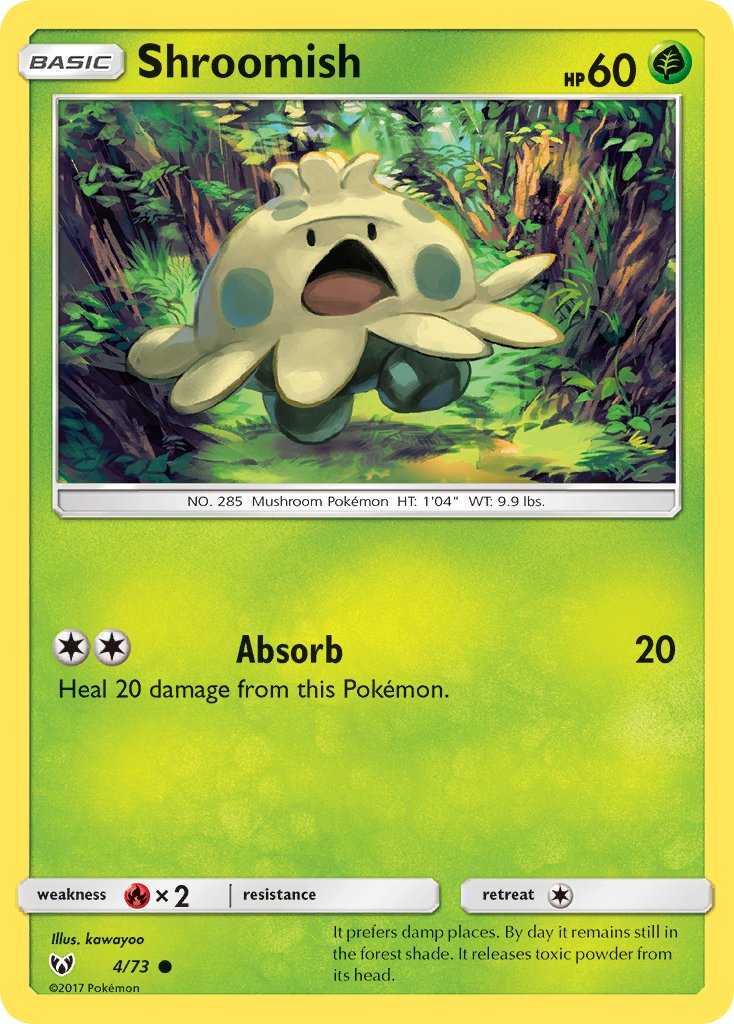 BASIC Shroomish HP60
NO. 285 Mushroom Pokémon HT: 1'04" WT: 9.9 lbs.
Absorb 20
Heal 20 damage from this Pokémon.
weakness × 2 resistance retreat
Illus. kawayoo
4/73
©2017 Pokémon
It prefers damp places. By day it remains still in
the forest shade. It releases toxic powder from
its head.